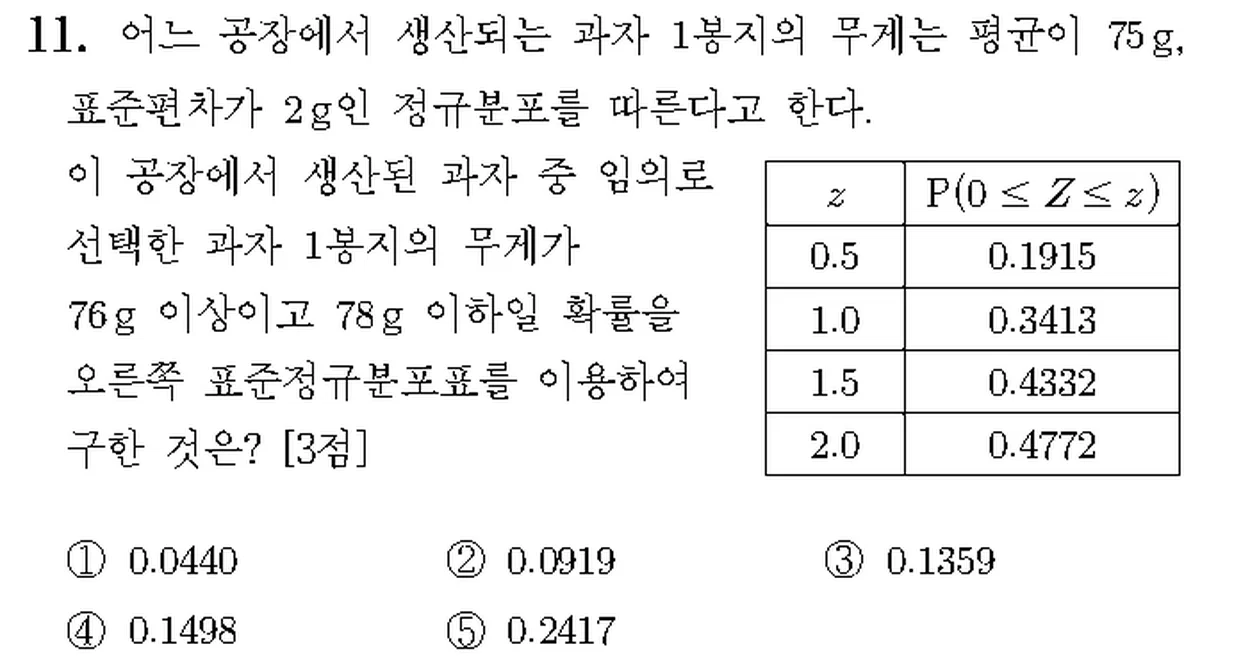 11. 어느 공장에서 생산되는 과자 1봉지의 무게는 평균이 75g,
표준편차가 2g인 정규분포를 따른다고 한다.
이 공장에서 생산된 과자 중 임의로
선택한 과자 1봉지의 무게가
76g 이상이고 78g 이하일 확률을
오른쪽 표준정규분포표를 이용하여
구한 것은? [3점]
z P(0 ≤ Z ≤ z)
0.5 0.1915
1.0 0.3413
1.5 0.4332
2.0 0.4772
① 0.0440 ② 0.0919 ③ 0.1359
④ 0.1498 ⑤ 0.2417